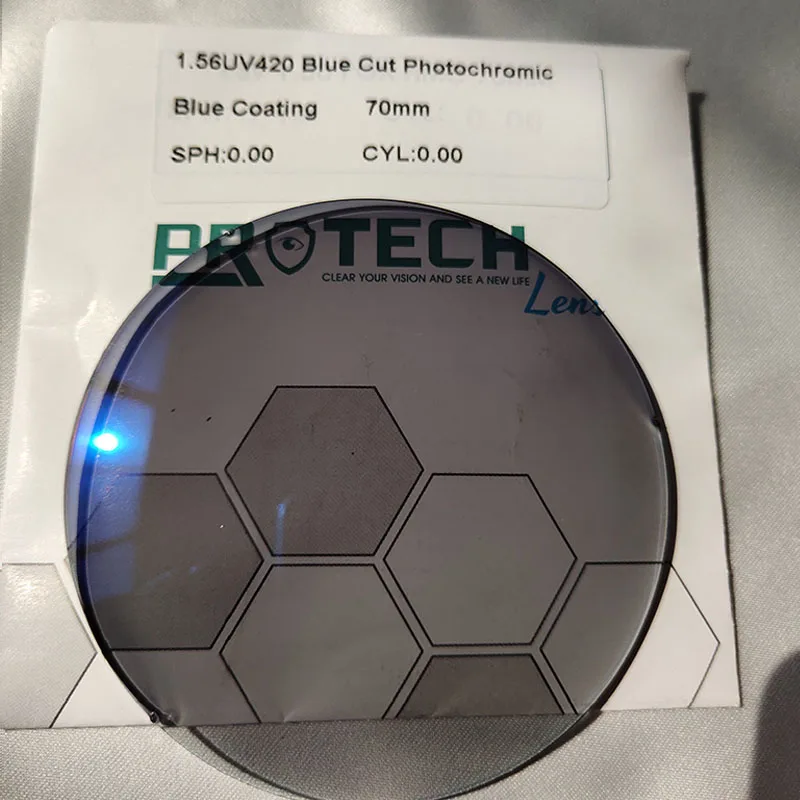 1.56UV420 Blue Cut Photochromic
Blue Coating 70mm
SPH:0.00 CYL:0.00
AROTECH
CLEAR YOUR VISION AND SEE A NEW LIFE
Lens